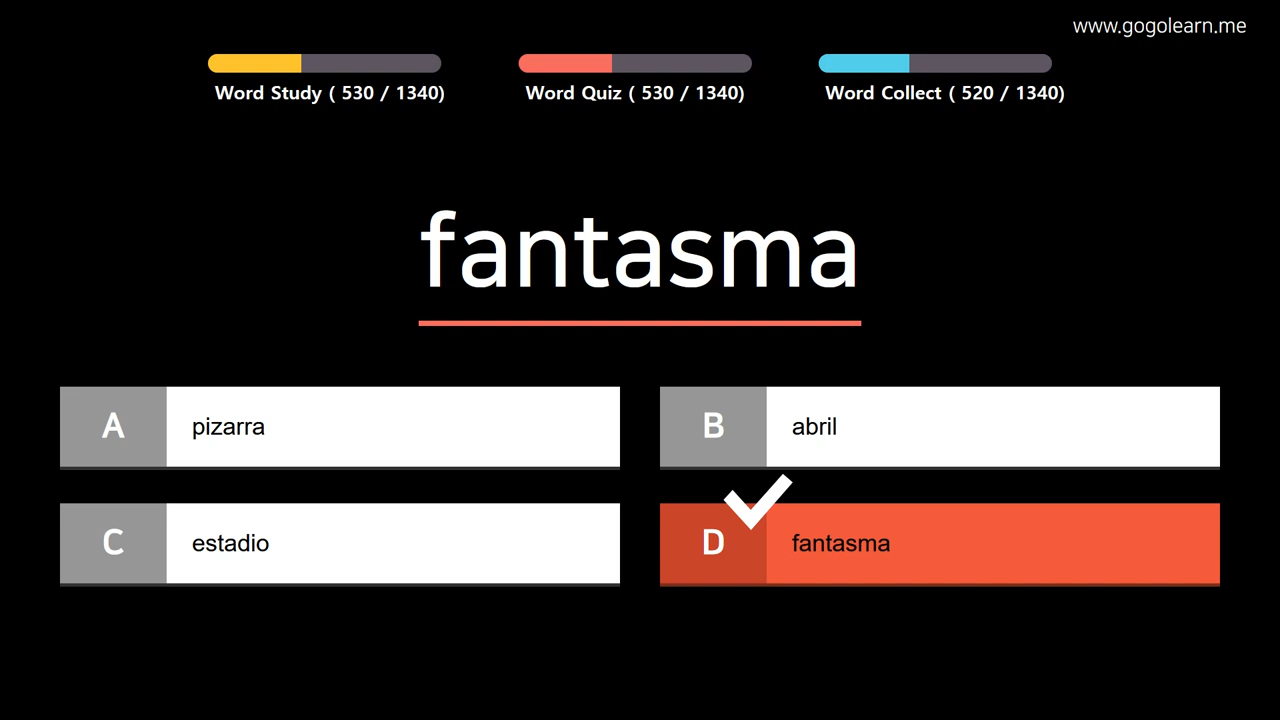 www.gogolearn.me
Word Study ( 530 / 1340)
Word Quiz ( 530 / 1340)
Word Collect ( 520 / 1340)
fantasma
A pizarra
B abril
C estadio
D fantasma